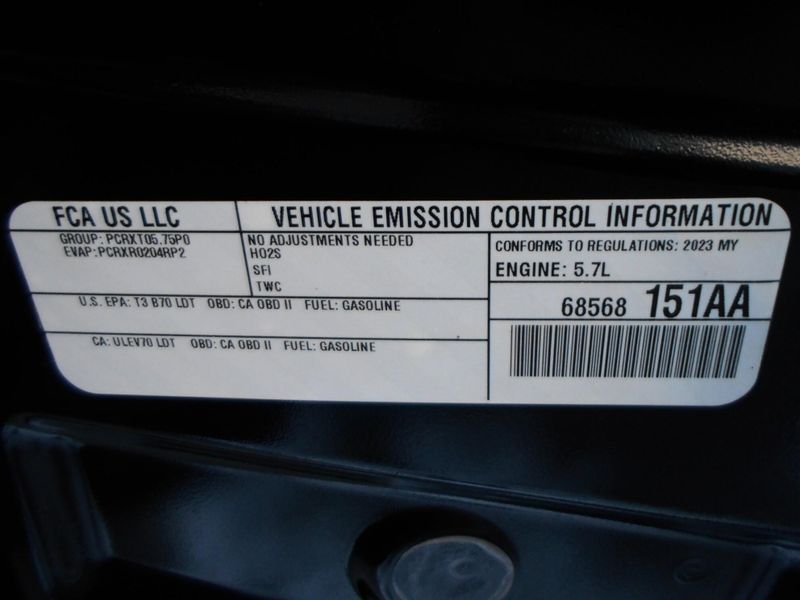 FCA US LLC
VEHICLE EMISSION CONTROL INFORMATION
GROUP: PCRXT05.75P0
EVAP: PCRXR0204RP2
NO ADJUSTMENTS NEEDED
HO2S
SFI
TWC
CONFORMS TO REGULATIONS: 2023 MY
ENGINE: 5.7L
U.S. EPA: T3 B70 LDT OBD: CA OBD II FUEL: GASOLINE
68568 151AA
CA: ULEV70 LDT OBD: CA OBD II FUEL: GASOLINE